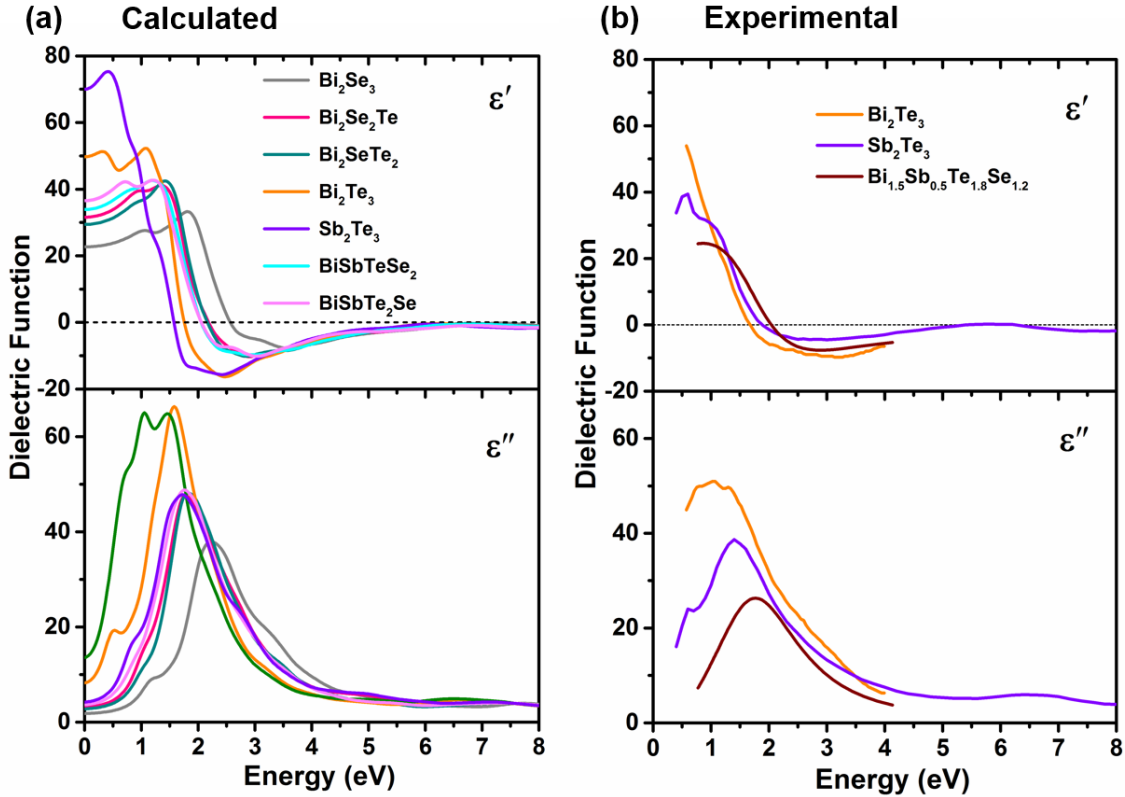 (a) Calculated
80
60
40
20
0
-20
ε′
Bi₂Se₃
Bi₂Se₂Te
Bi₂SeTe₂
Bi₂Te₃
Sb₂Te₃
BiSbTeSe₂
BiSbTe₂Se
Dielectric Function
60
40
20
0
ε″
0 1 2 3 4 5 6 7 8
Energy (eV)
(b) Experimental
80
60
40
20
0
-20
ε′
Bi₂Te₃
Sb₂Te₃
Bi₁.₅Sb₀.₅Te₁.₈Se₁.₂
Dielectric Function
60
40
20
0
ε″
0 1 2 3 4 5 6 7 8
Energy (eV)